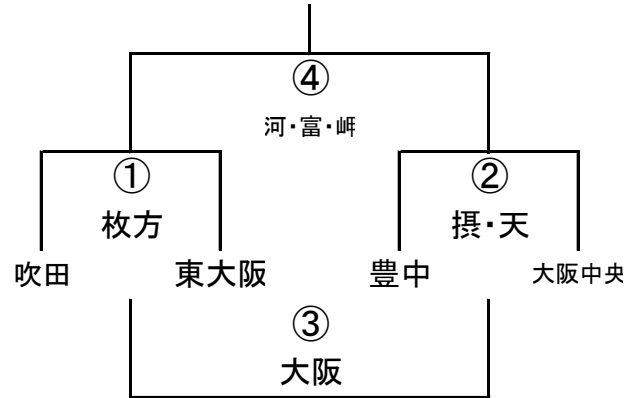 ④
河・富・岬
① ②
枚方 摂・天
吹田 東大阪 豊中 大阪中央
③
大阪